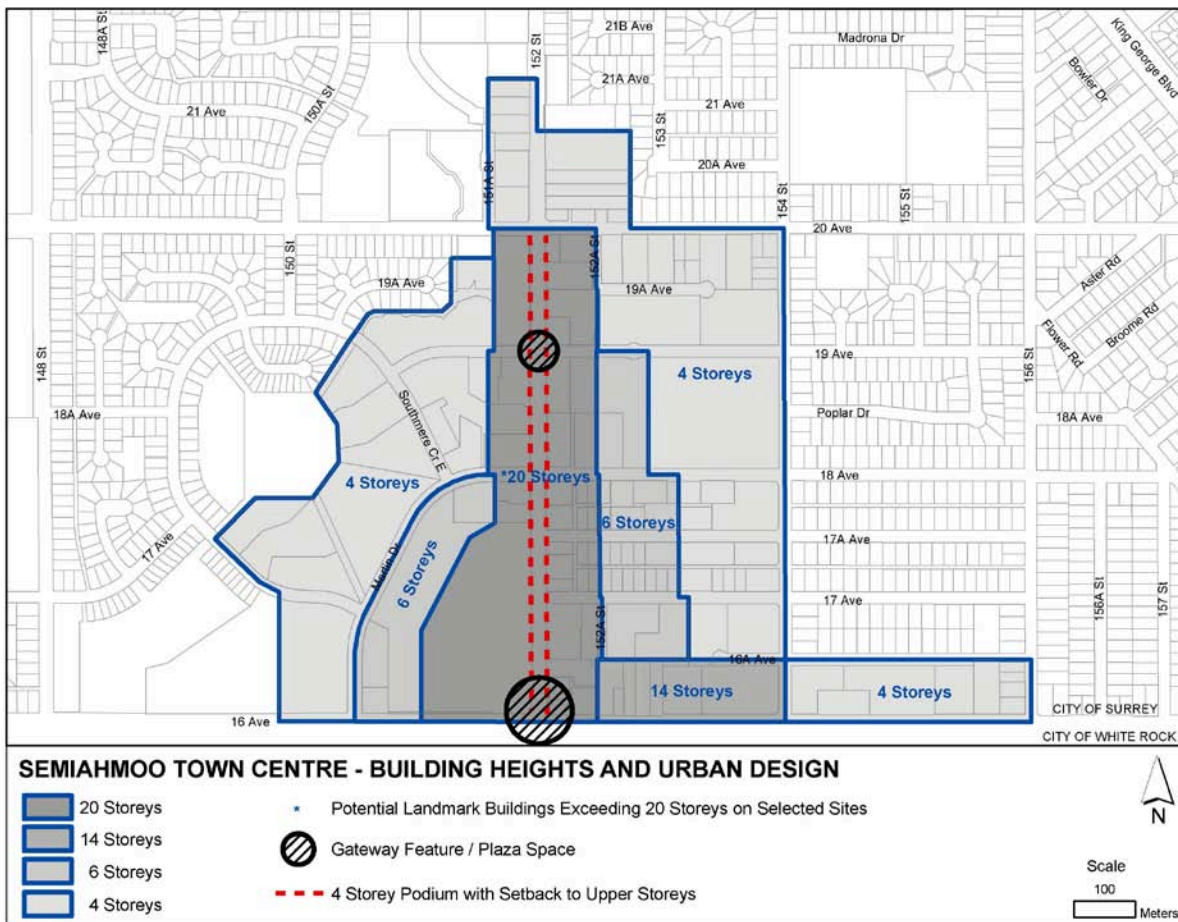 148A St
152 St
21B Ave
Madrona Dr
King George Blvd
Bowler Dr
21A Ave
150A St
21 Ave
21 Ave
153 St
151A St
20A Ave
154 St
155 St
20 Ave
150 St
152A St
19A Ave
19A Ave
Aster Rd
Flower Rd
Broome Rd
148 St
19 Ave
156 St
4 Storeys
Southmere Cr E
18A Ave
Poplar Dr
18A Ave
*20 Storeys
18 Ave
4 Storeys
6 Storeys
17A Ave
17 Ave
Martin Dr
6 Storeys
152A St
17 Ave
156A St
157 St
16A Ave
14 Storeys
4 Storeys
16 Ave
CITY OF SURREY
CITY OF WHITE ROCK
SEMIAHMOO TOWN CENTRE - BUILDING HEIGHTS AND URBAN DESIGN
20 Storeys
14 Storeys
6 Storeys
4 Storeys
* Potential Landmark Buildings Exceeding 20 Storeys on Selected Sites
Gateway Feature / Plaza Space
4 Storey Podium with Setback to Upper Storeys
N
Scale
100
Meters